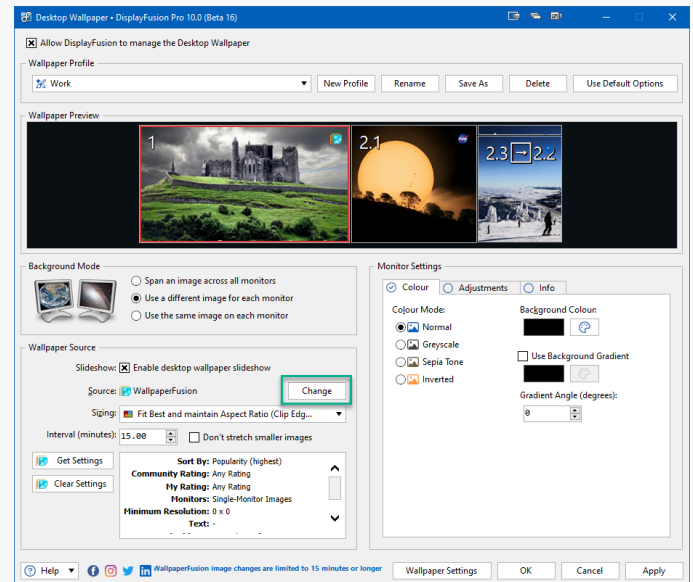 Desktop Wallpaper • DisplayFusion Pro 10.0 (Beta 16)
Allow DisplayFusion to manage the Desktop Wallpaper
Wallpaper Profile
Work
New Profile
Rename
Save As
Delete
Use Default Options
Wallpaper Preview
1
2.1
2.3 → 2.2
Background Mode
Span an image across all monitors
Use a different image for each monitor
Use the same image on each monitor
Wallpaper Source
Slideshow: Enable desktop wallpaper slideshow
Source: WallpaperFusion
Change
Sizing: Fit Best and maintain Aspect Ratio (Clip Edg...
Interval (minutes): 15.00
Don't stretch smaller images
Get Settings
Clear Settings
Sort By: Popularity (highest)
Community Rating: Any Rating
My Rating: Any Rating
Monitors: Single-Monitor Images
Minimum Resolution: 0 x 0
Text: -
Monitor Settings
Colour
Adjustments
Info
Colour Mode:
Normal
Greyscale
Sepia Tone
Inverted
Background Colour:
Use Background Gradient
Gradient Angle (degrees):
0
Help
WallpaperFusion image changes are limited to 15 minutes or longer
Wallpaper Settings
OK
Cancel
Apply